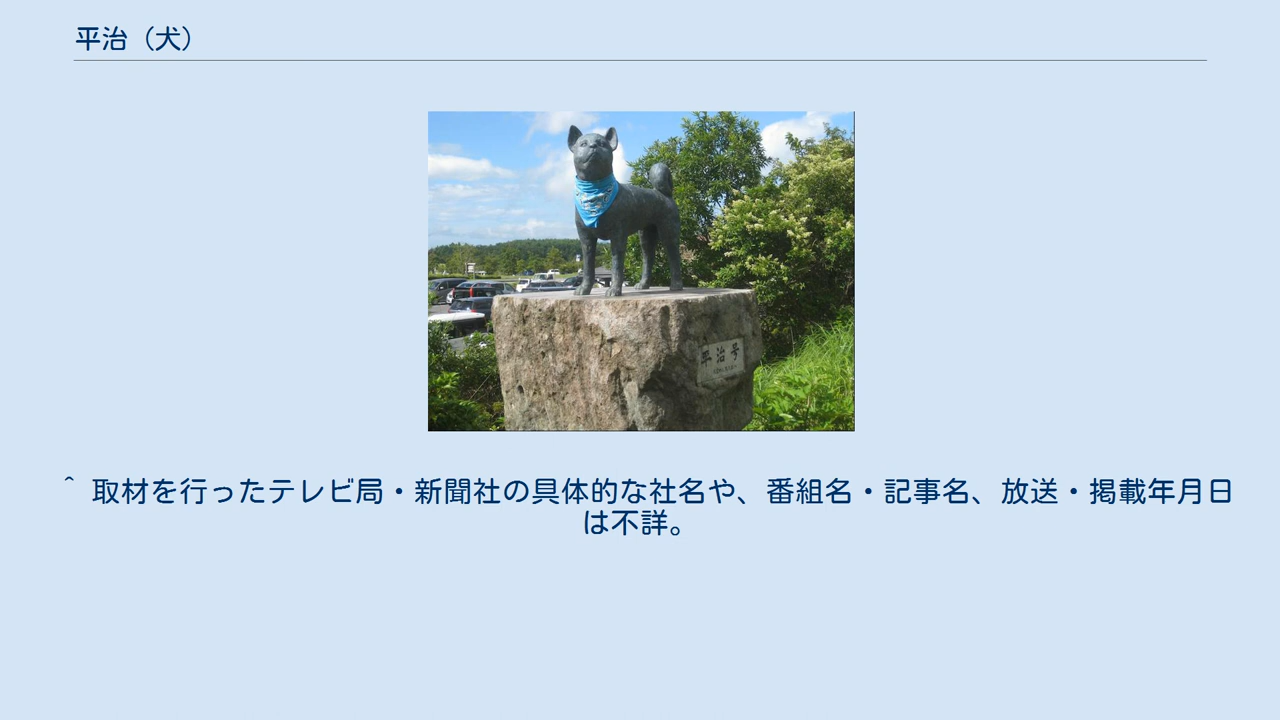 平治（犬）
平治号
^ 取材を行ったテレビ局・新聞社の具体的な社名や、番組名・記事名、放送・掲載年月日
は不詳。